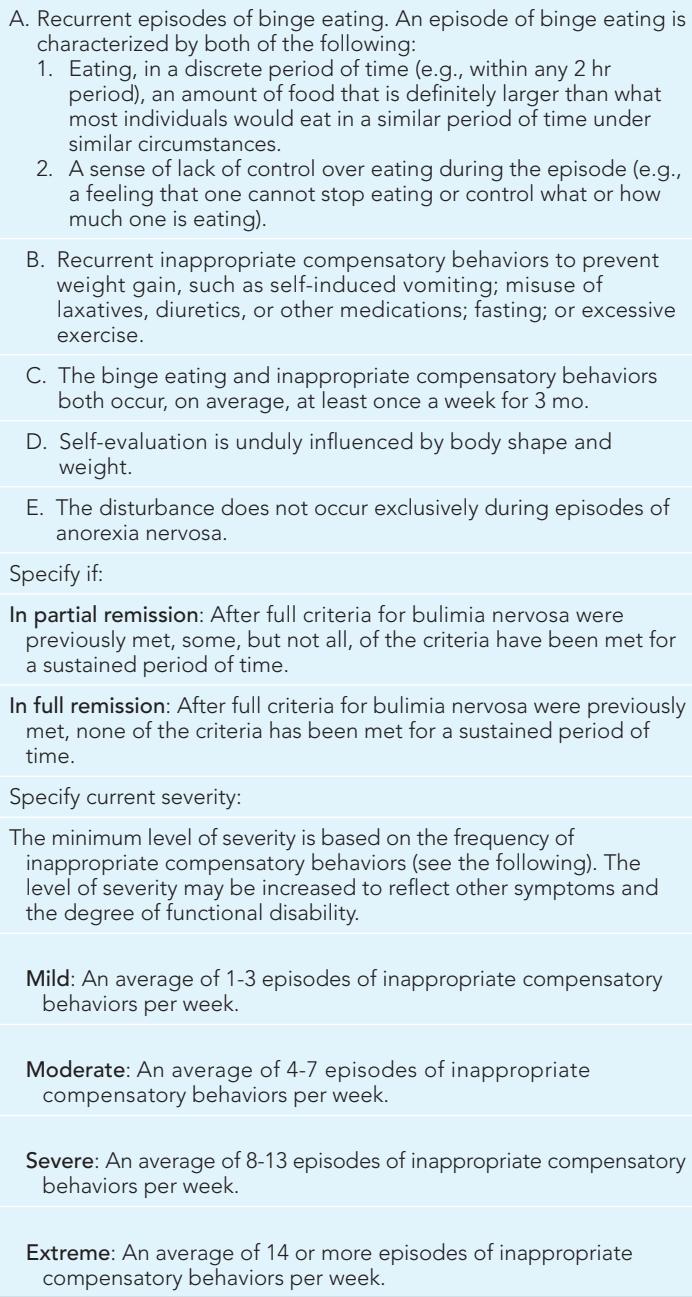 A. Recurrent episodes of binge eating. An episode of binge eating is
characterized by both of the following:
1. Eating, in a discrete period of time (e.g., within any 2 hr
period), an amount of food that is definitely larger than what
most individuals would eat in a similar period of time under
similar circumstances.
2. A sense of lack of control over eating during the episode (e.g.,
a feeling that one cannot stop eating or control what or how
much one is eating).
B. Recurrent inappropriate compensatory behaviors to prevent
weight gain, such as self-induced vomiting; misuse of
laxatives, diuretics, or other medications; fasting; or excessive
exercise.
C. The binge eating and inappropriate compensatory behaviors
both occur, on average, at least once a week for 3 mo.
D. Self-evaluation is unduly influenced by body shape and
weight.
E. The disturbance does not occur exclusively during episodes of
anorexia nervosa.
Specify if:
In partial remission: After full criteria for bulimia nervosa were
previously met, some, but not all, of the criteria have been met for
a sustained period of time.
In full remission: After full criteria for bulimia nervosa were previously
met, none of the criteria has been met for a sustained period of
time.
Specify current severity:
The minimum level of severity is based on the frequency of
inappropriate compensatory behaviors (see the following). The
level of severity may be increased to reflect other symptoms and
the degree of functional disability.
Mild: An average of 1-3 episodes of inappropriate compensatory
behaviors per week.
Moderate: An average of 4-7 episodes of inappropriate
compensatory behaviors per week.
Severe: An average of 8-13 episodes of inappropriate compensatory
behaviors per week.
Extreme: An average of 14 or more episodes of inappropriate
compensatory behaviors per week.